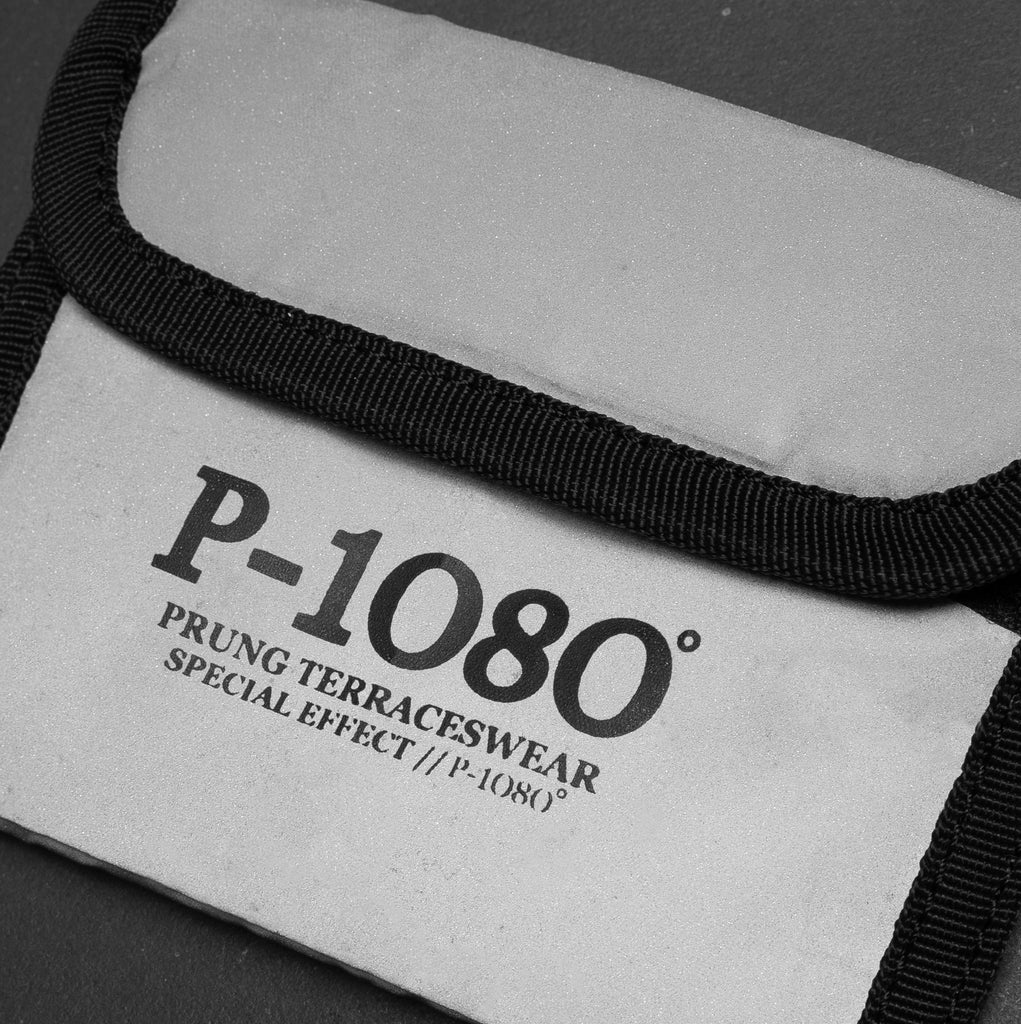 P-1080°
PRUNG TERRACESWEAR
SPECIAL EFFECT // P-1080°